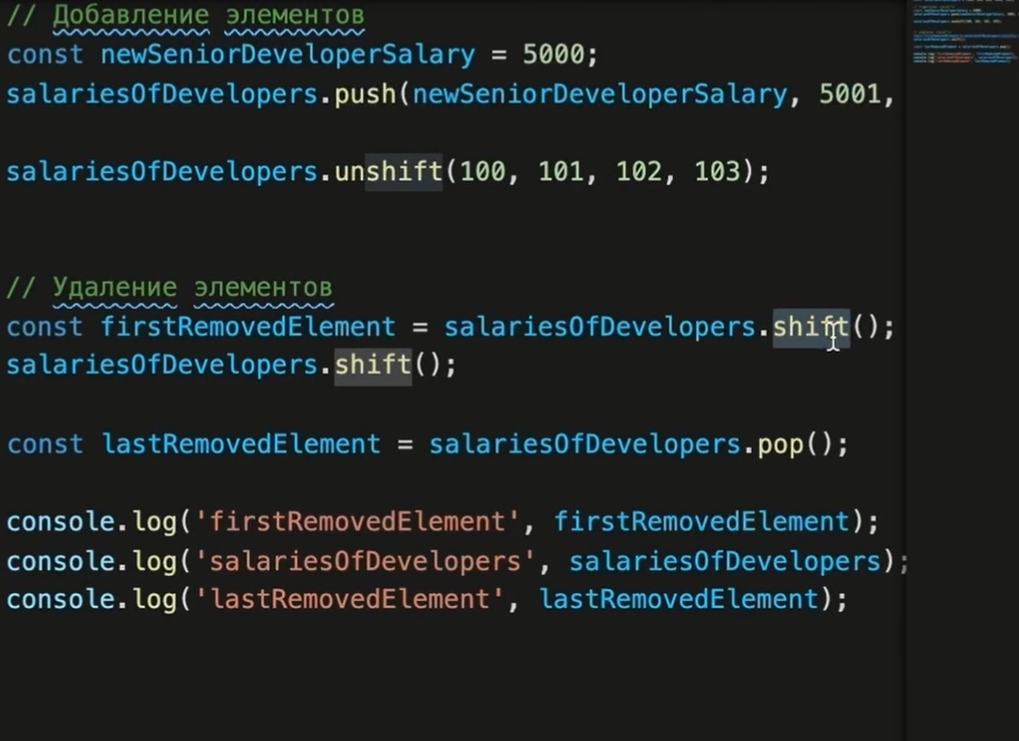 // Добавление элементов
const newSeniorDeveloperSalary = 5000;
salariesOfDevelopers.push(newSeniorDeveloperSalary, 5001,
salariesOfDevelopers.unshift(100, 101, 102, 103);
// Удаление элементов
const firstRemovedElement = salariesOfDevelopers.shift();
salariesOfDevelopers.shift();
const lastRemovedElement = salariesOfDevelopers.pop();
console.log('firstRemovedElement', firstRemovedElement);
console.log('salariesOfDevelopers', salariesOfDevelopers);
console.log('lastRemovedElement', lastRemovedElement);